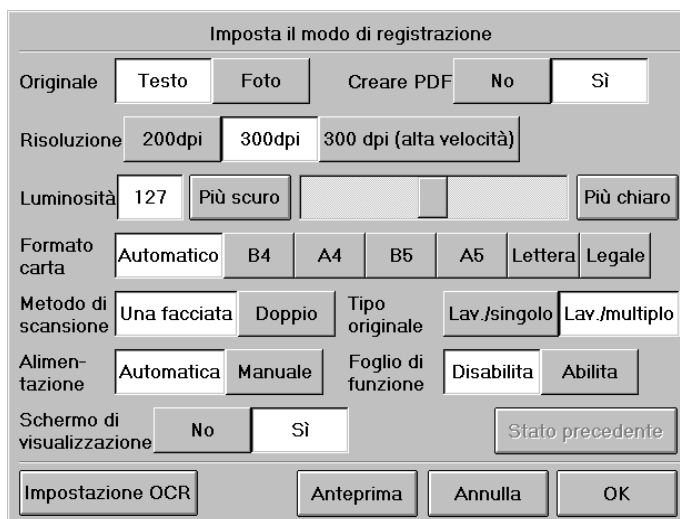 Imposta il modo di registrazione
Originale Testo Foto Creare PDF No Sì
Risoluzione 200dpi 300dpi 300 dpi (alta velocità)
Luminosità 127 Più scuro Più chiaro
Formato
carta Automatico B4 A4 B5 A5 Lettera Legale
Metodo di
scansione Una facciata Doppio Tipo
originale Lav./singolo Lav./multiplo
Alimen-
tazione Automatica Manuale Foglio di
funzione Disabilita Abilita
Schermo di
visualizzazione No Sì Stato precedente
Impostazione OCR Anteprima Annulla OK